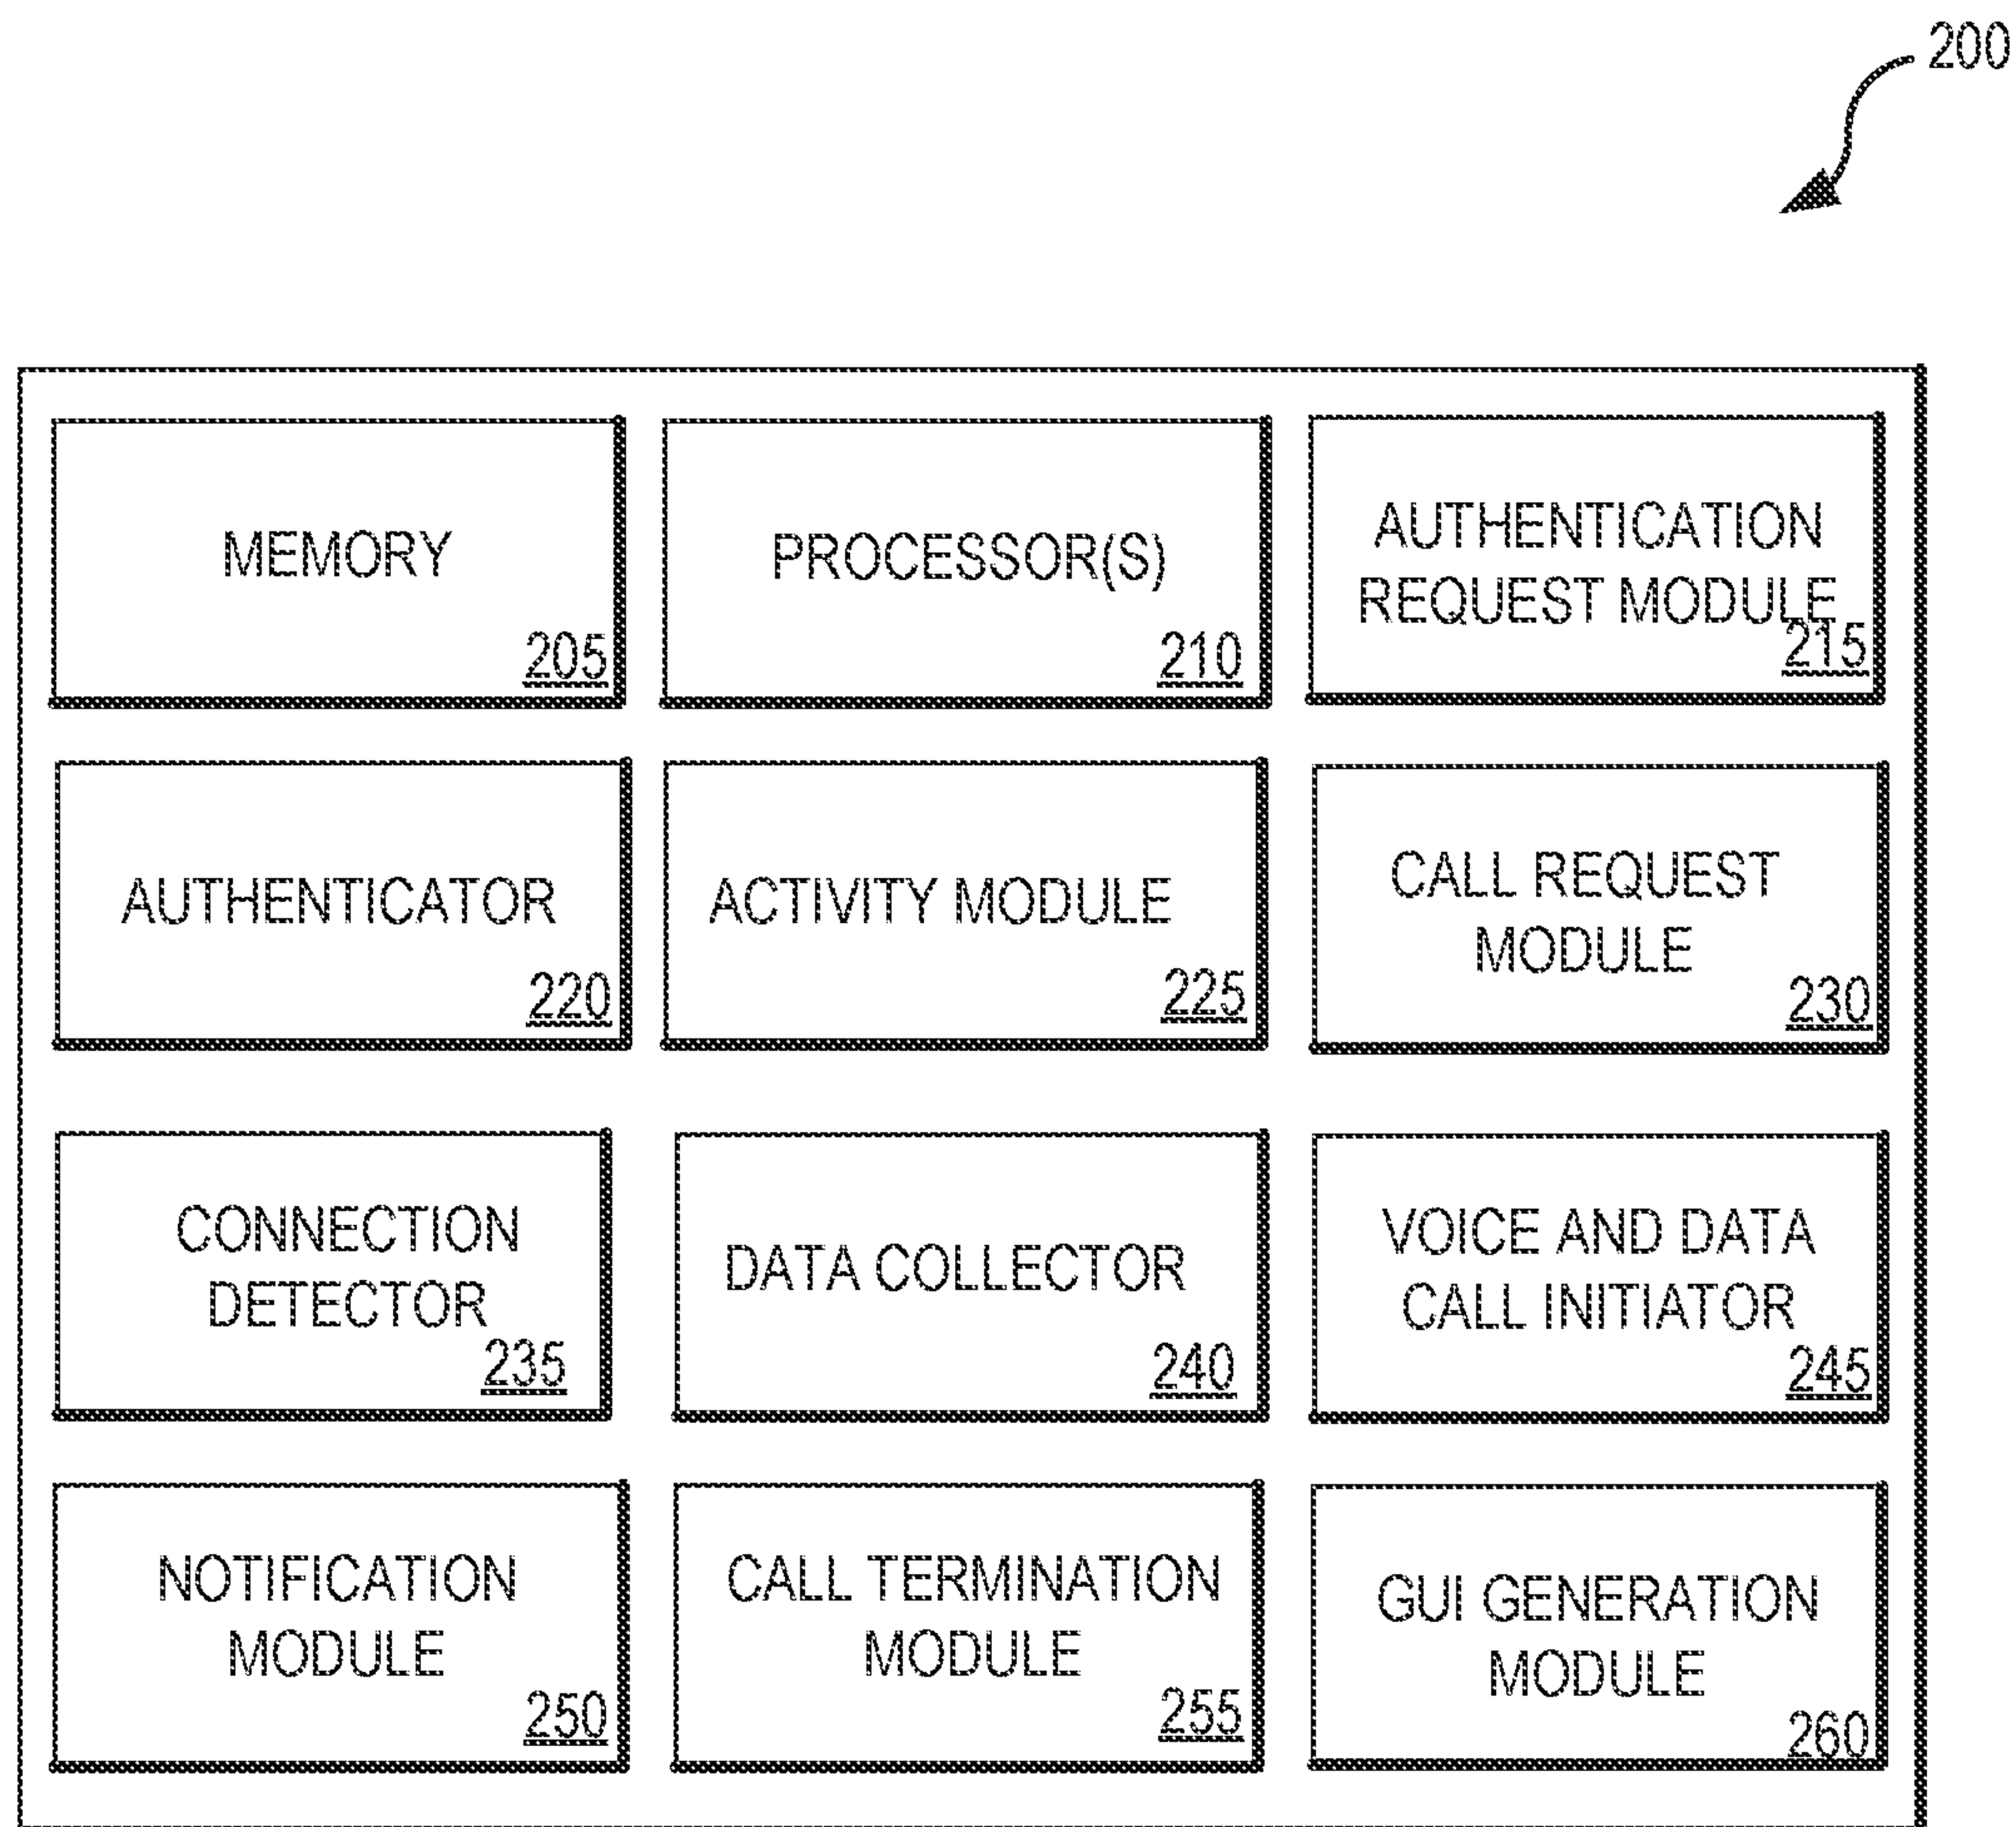 200
MEMORY
205
PROCESSOR(S)
210
AUTHENTICATION
REQUEST MODULE
215
AUTHENTICATOR
220
ACTIVITY MODULE
225
CALL REQUEST
MODULE
230
CONNECTION
DETECTOR
235
DATA COLLECTOR
240
VOICE AND DATA
CALL INITIATOR
245
NOTIFICATION
MODULE
250
CALL TERMINATION
MODULE
255
GUI GENERATION
MODULE
260